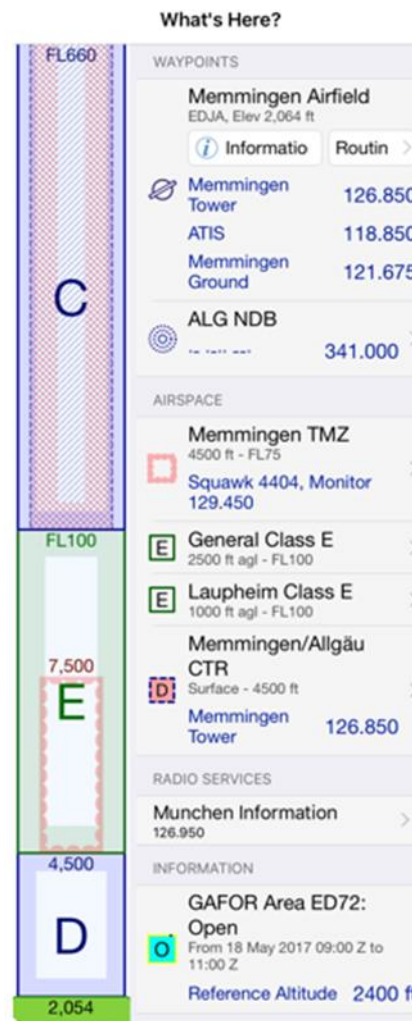 What's Here?
FL660
C
FL100
7,500
E
4,500
D
2,054
WAYPOINTS
Memmingen Airfield
EDJA, Elev 2,064 ft
i Informatio Routin
Memmingen
Tower 126.850
ATIS 118.850
Memmingen
Ground 121.675
ALG NDB
341.000
AIRSPACE
Memmingen TMZ
4500 ft - FL75
Squawk 4404, Monitor
129.450
E General Class E
2500 ft agl - FL100
E Laupheim Class E
1000 ft agl - FL100
Memmingen/Allgäu
CTR
D Surface - 4500 ft
Memmingen
Tower 126.850
RADIO SERVICES
Munchen Information
126.950
INFORMATION
GAFOR Area ED72:
Open
O From 18 May 2017 09:00 Z to
11:00 Z
Reference Altitude 2400 ft